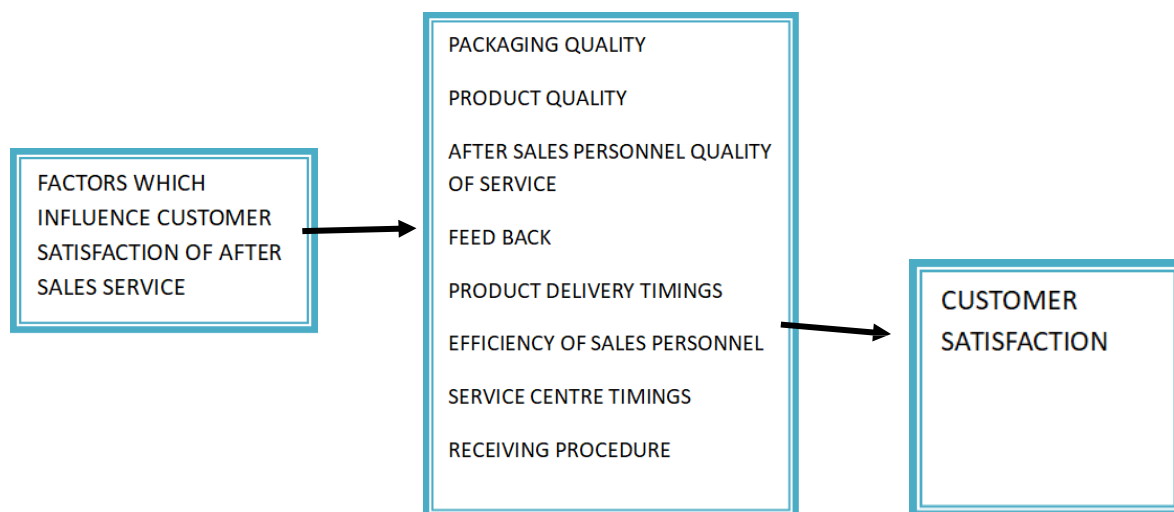 FACTORS WHICH
INFLUENCE CUSTOMER
SATISFACTION OF AFTER
SALES SERVICE
PACKAGING QUALITY
PRODUCT QUALITY
AFTER SALES PERSONNEL QUALITY
OF SERVICE
FEED BACK
PRODUCT DELIVERY TIMINGS
EFFICIENCY OF SALES PERSONNEL
SERVICE CENTRE TIMINGS
RECEIVING PROCEDURE
CUSTOMER
SATISFACTION